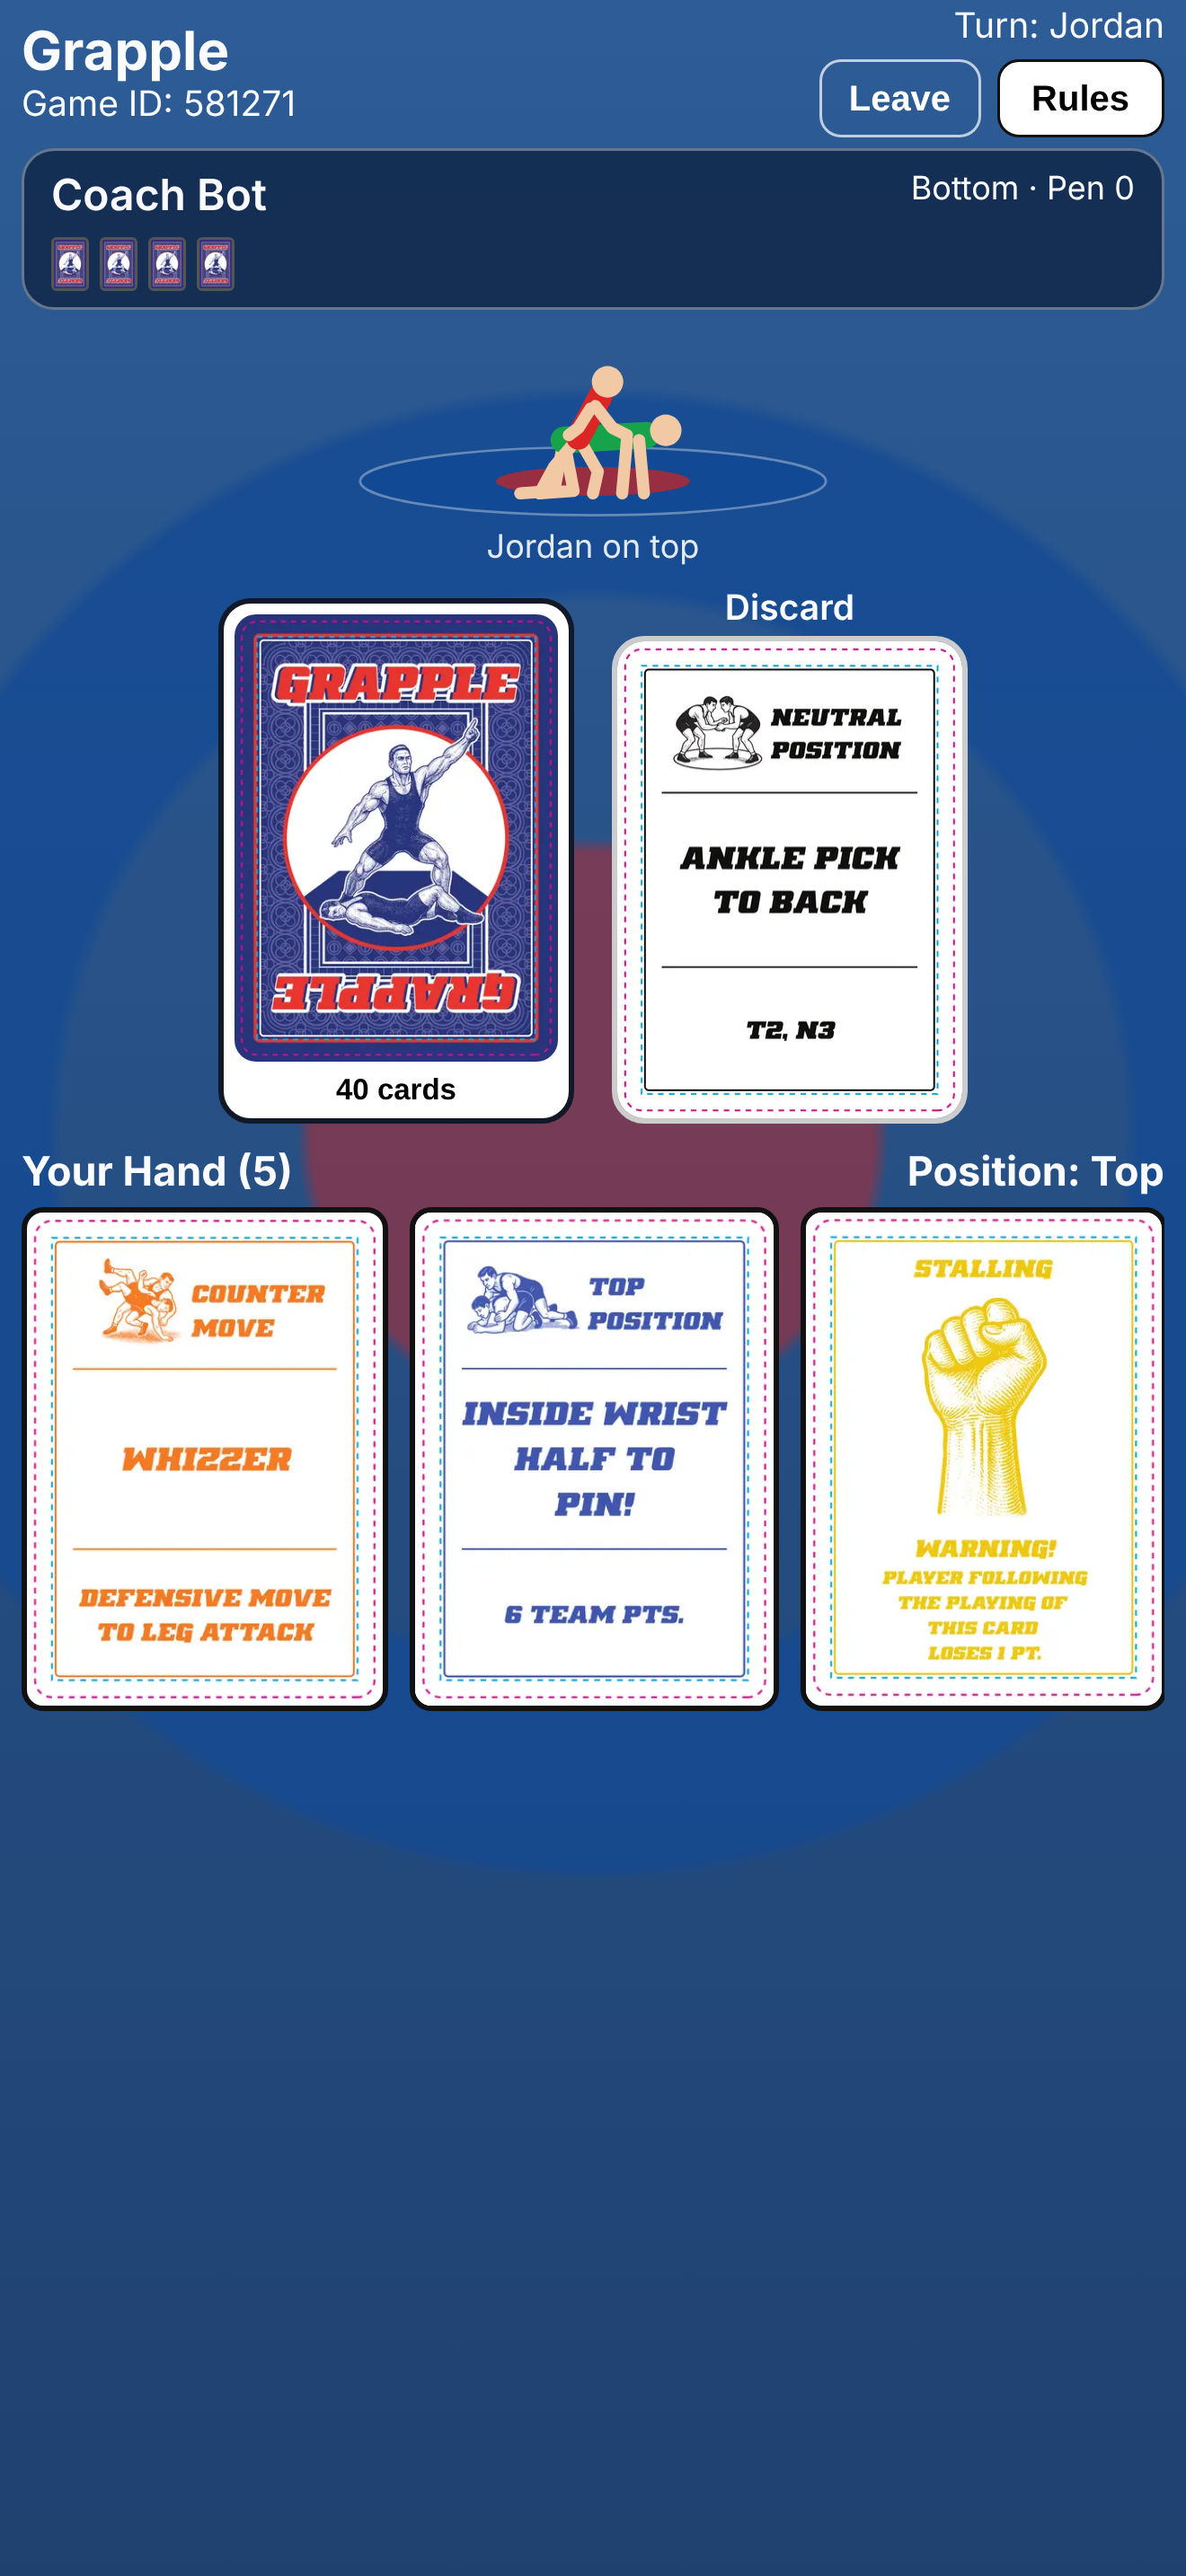 Turn: Jordan
Grapple
Game ID: 581271
Leave
Rules
Coach Bot
Bottom · Pen 0
Jordan on top
Discard
GRAPPLE
GRAPPLE
40 cards
NEUTRAL
POSITION
ANKLE PICK
TO BACK
T2, N3
Your Hand (5)
Position: Top
COUNTER
MOVE
WHIZZER
DEFENSIVE MOVE
TO LEG ATTACK
TOP
POSITION
INSIDE WRIST
HALF TO
PIN!
6 TEAM PTS.
STALLING
WARNING!
PLAYER FOLLOWING
THE PLAYING OF
THIS CARD
LOSES 1 PT.